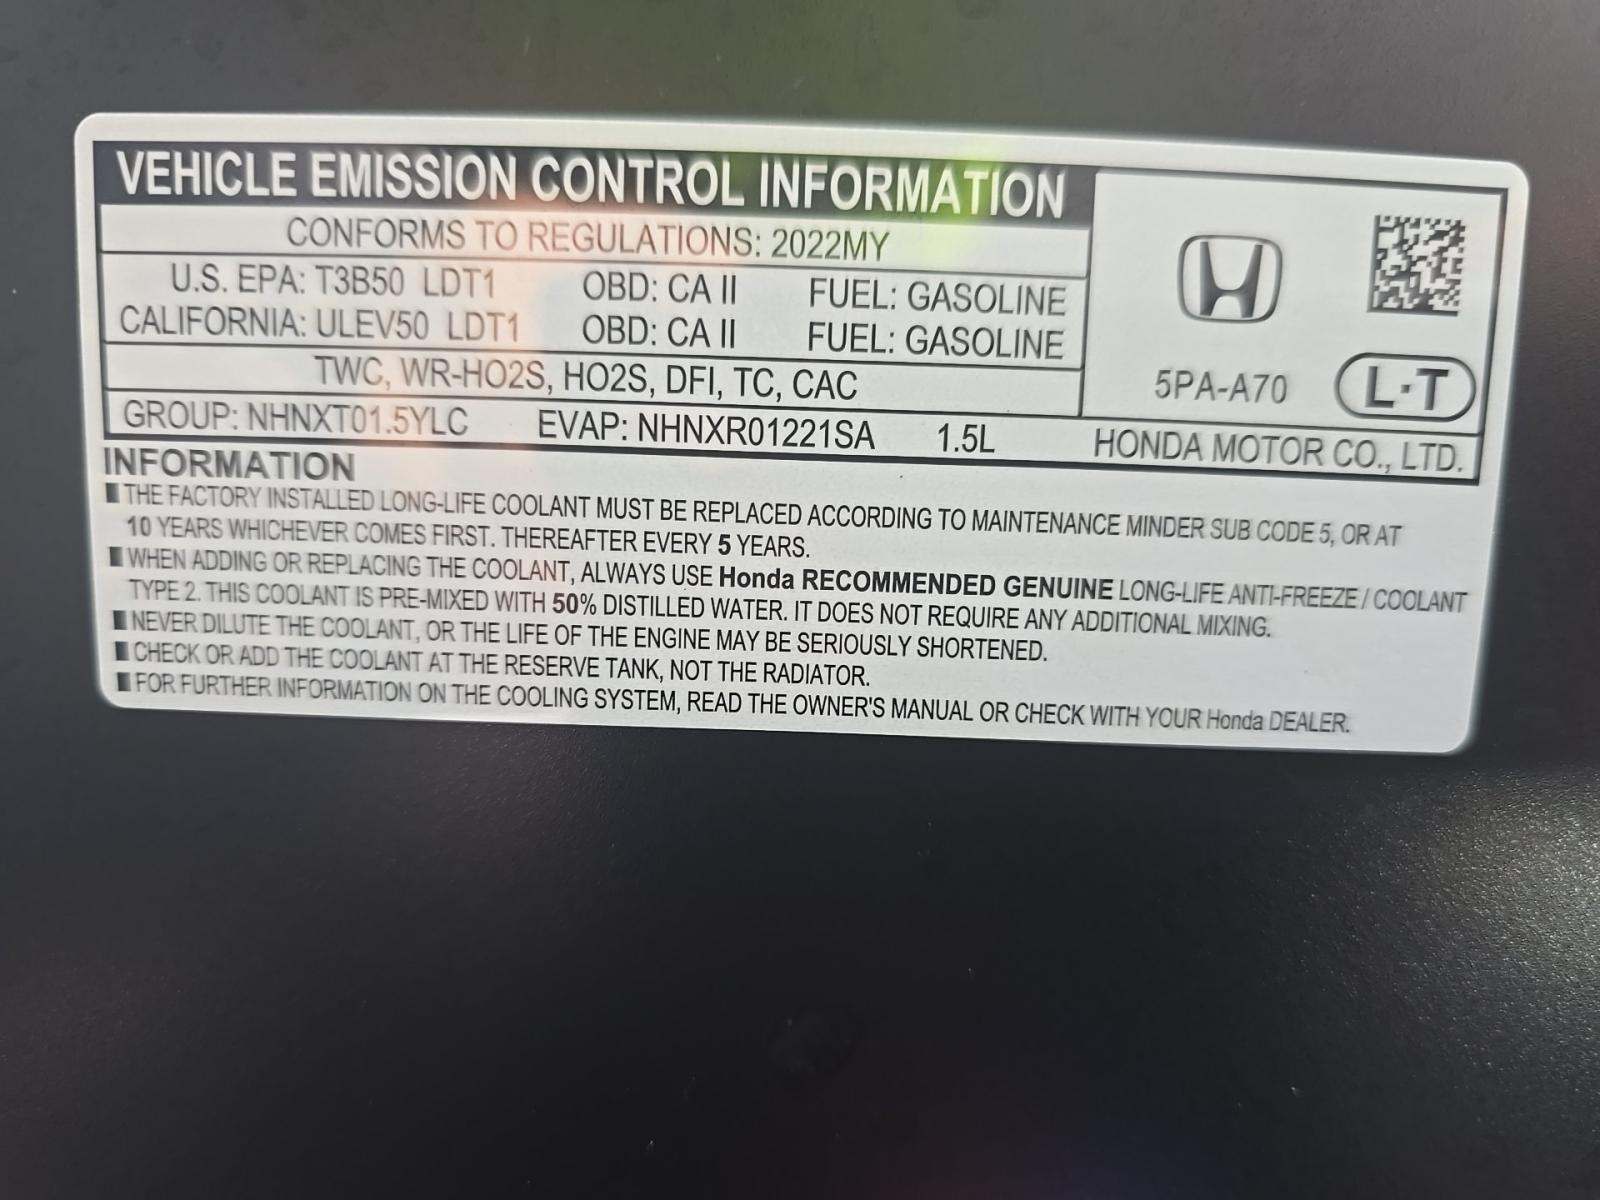 VEHICLE EMISSION CONTROL INFORMATION
CONFORMS TO REGULATIONS: 2022MY
U.S. EPA: T3B50 LDT1 OBD: CA II FUEL: GASOLINE
CALIFORNIA: ULEV50 LDT1 OBD: CA II FUEL: GASOLINE
TWC, WR-HO2S, HO2S, DFI, TC, CAC
5PA-A70 L·T
GROUP: NHNXT01.5YLC EVAP: NHNXR01221SA 1.5L HONDA MOTOR CO., LTD.
INFORMATION
■ THE FACTORY INSTALLED LONG-LIFE COOLANT MUST BE REPLACED ACCORDING TO MAINTENANCE MINDER SUB CODE 5, OR AT
10 YEARS WHICHEVER COMES FIRST. THEREAFTER EVERY 5 YEARS.
■ WHEN ADDING OR REPLACING THE COOLANT, ALWAYS USE Honda RECOMMENDED GENUINE LONG-LIFE ANTI-FREEZE / COOLANT
TYPE 2. THIS COOLANT IS PRE-MIXED WITH 50% DISTILLED WATER. IT DOES NOT REQUIRE ANY ADDITIONAL MIXING.
■ NEVER DILUTE THE COOLANT, OR THE LIFE OF THE ENGINE MAY BE SERIOUSLY SHORTENED.
■ CHECK OR ADD THE COOLANT AT THE RESERVE TANK, NOT THE RADIATOR.
■ FOR FURTHER INFORMATION ON THE COOLING SYSTEM, READ THE OWNER'S MANUAL OR CHECK WITH YOUR Honda DEALER.